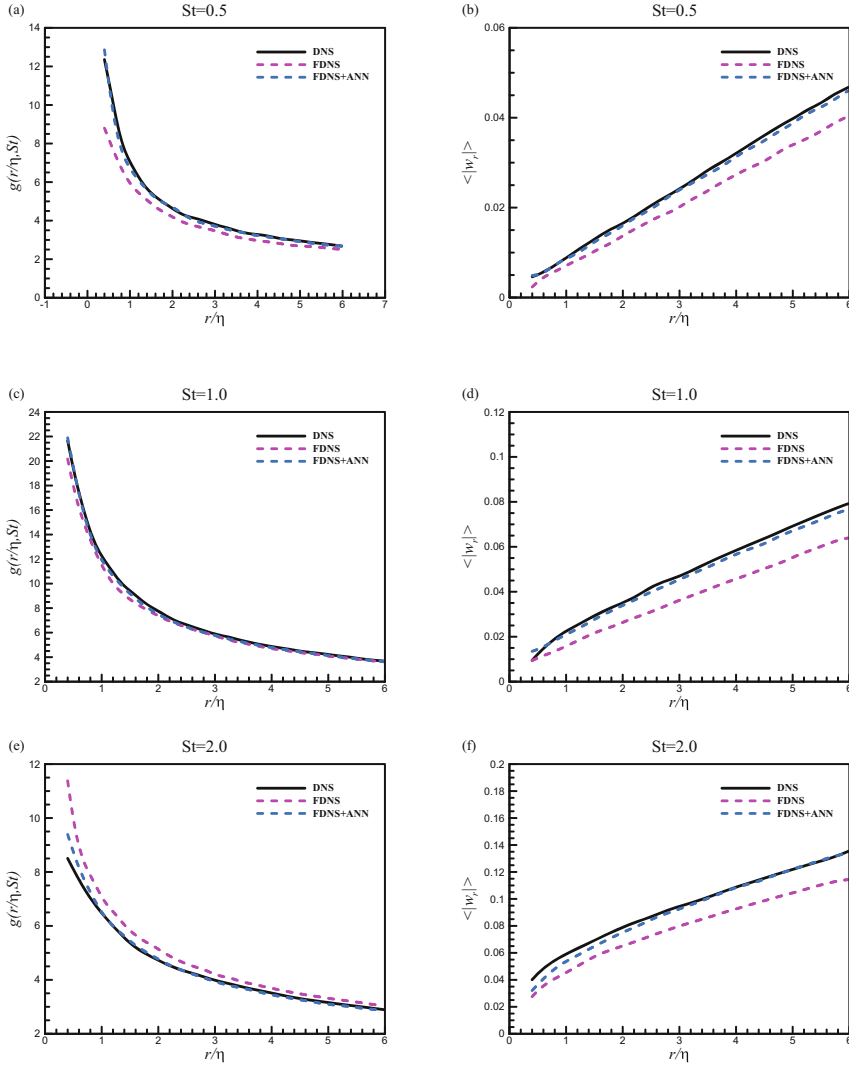 (a)
St=0.5
14
12
10
8
6
4
2
0
g(r/η,St)
DNS
FDNS
FDNS+ANN
-1
0
1
2
3
4
5
6
7
r/η
(b)
St=0.5
0.06
0.04
0.02
0
<|w_r|>
DNS
FDNS
FDNS+ANN
0
1
2
3
4
5
6
r/η
(c)
St=1.0
24
22
20
18
16
14
12
10
8
6
4
2
g(r/η,St)
DNS
FDNS
FDNS+ANN
0
1
2
3
4
5
6
r/η
(d)
St=1.0
0.12
0.1
0.08
0.06
0.04
0.02
0
<|w_r|>
DNS
FDNS
FDNS+ANN
0
1
2
3
4
5
6
r/η
(e)
St=2.0
12
10
8
6
4
2
g(r/η,St)
DNS
FDNS
FDNS+ANN
0
1
2
3
4
5
6
r/η
(f)
St=2.0
0.2
0.18
0.16
0.14
0.12
0.1
0.08
0.06
0.04
0.02
0
<|w_r|>
DNS
FDNS
FDNS+ANN
0
1
2
3
4
5
6
r/η